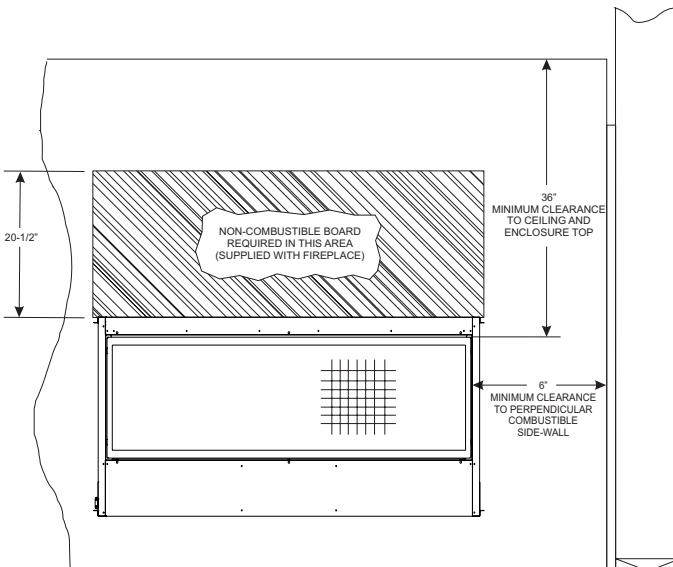 20-1/2”
NON-COMBUSTIBLE BOARD
REQUIRED IN THIS AREA
(SUPPLIED WITH FIREPLACE)
36”
MINIMUM CLEARANCE
TO CEILING AND
ENCLOSURE TOP
6”
MINIMUM CLEARANCE
TO PERPENDICULAR
COMBUSTIBLE
SIDE-WALL